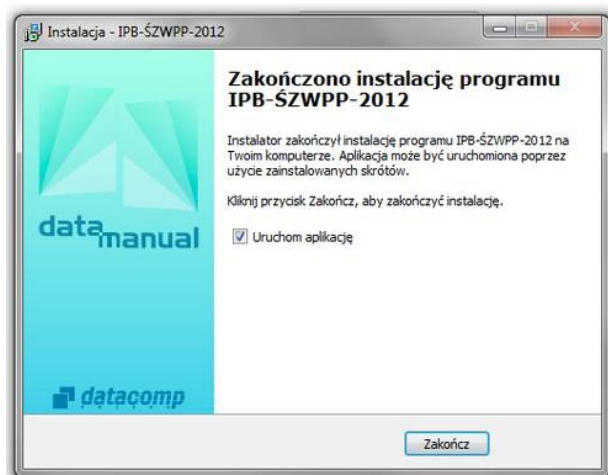 Instalacja - IPB-ŚZWPP-2012
Zakończono instalację programu
IPB-ŚZWPP-2012
Instalator zakończył instalację programu IPB-ŚZWPP-2012 na
Twoim komputerze. Aplikacja może być uruchomiona poprzez
użycie zainstalowanych skrótów.
Kliknij przycisk Zakończ, aby zakończyć instalację.
Uruchom aplikację
data
manual
datacomp
Zakończ